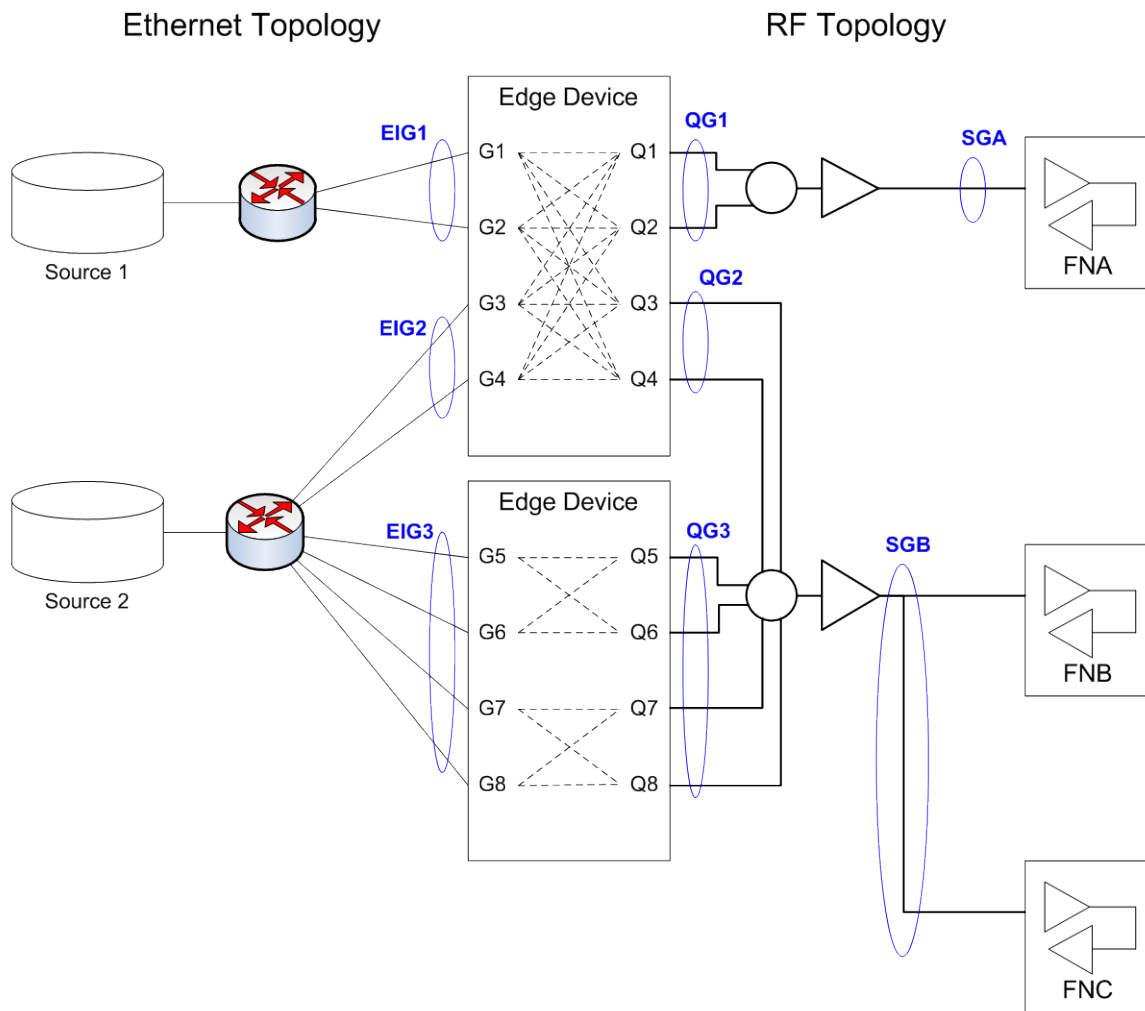 Ethernet Topology
RF Topology
Edge Device
EIG1
QG1
SGA
G1
Q1
G2
Q2
Source 1
FNA
EIG2
QG2
G3
Q3
G4
Q4
Edge Device
EIG3
QG3
SGB
G5
Q5
Source 2
G6
Q6
FNB
G7
Q7
G8
Q8
FNC